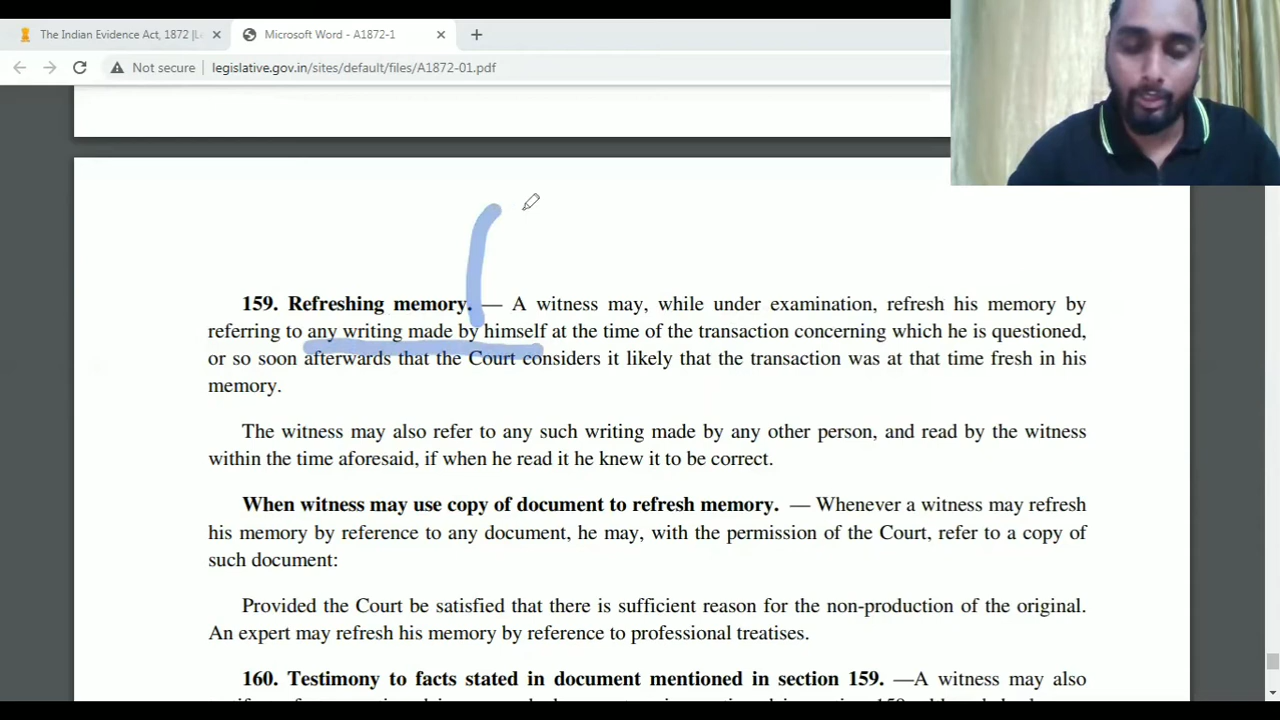 The Indian Evidence Act, 1872 |L
Microsoft Word - A1872-1
Not secure | legislative.gov.in/sites/default/files/A1872-01.pdf
159. Refreshing memory. — A witness may, while under examination, refresh his memory by
referring to any writing made by himself at the time of the transaction concerning which he is questioned,
or so soon afterwards that the Court considers it likely that the transaction was at that time fresh in his
memory.
The witness may also refer to any such writing made by any other person, and read by the witness
within the time aforesaid, if when he read it he knew it to be correct.
When witness may use copy of document to refresh memory. — Whenever a witness may refresh
his memory by reference to any document, he may, with the permission of the Court, refer to a copy of
such document:
Provided the Court be satisfied that there is sufficient reason for the non-production of the original.
An expert may refresh his memory by reference to professional treatises.
160. Testimony to facts stated in document mentioned in section 159. —A witness may also